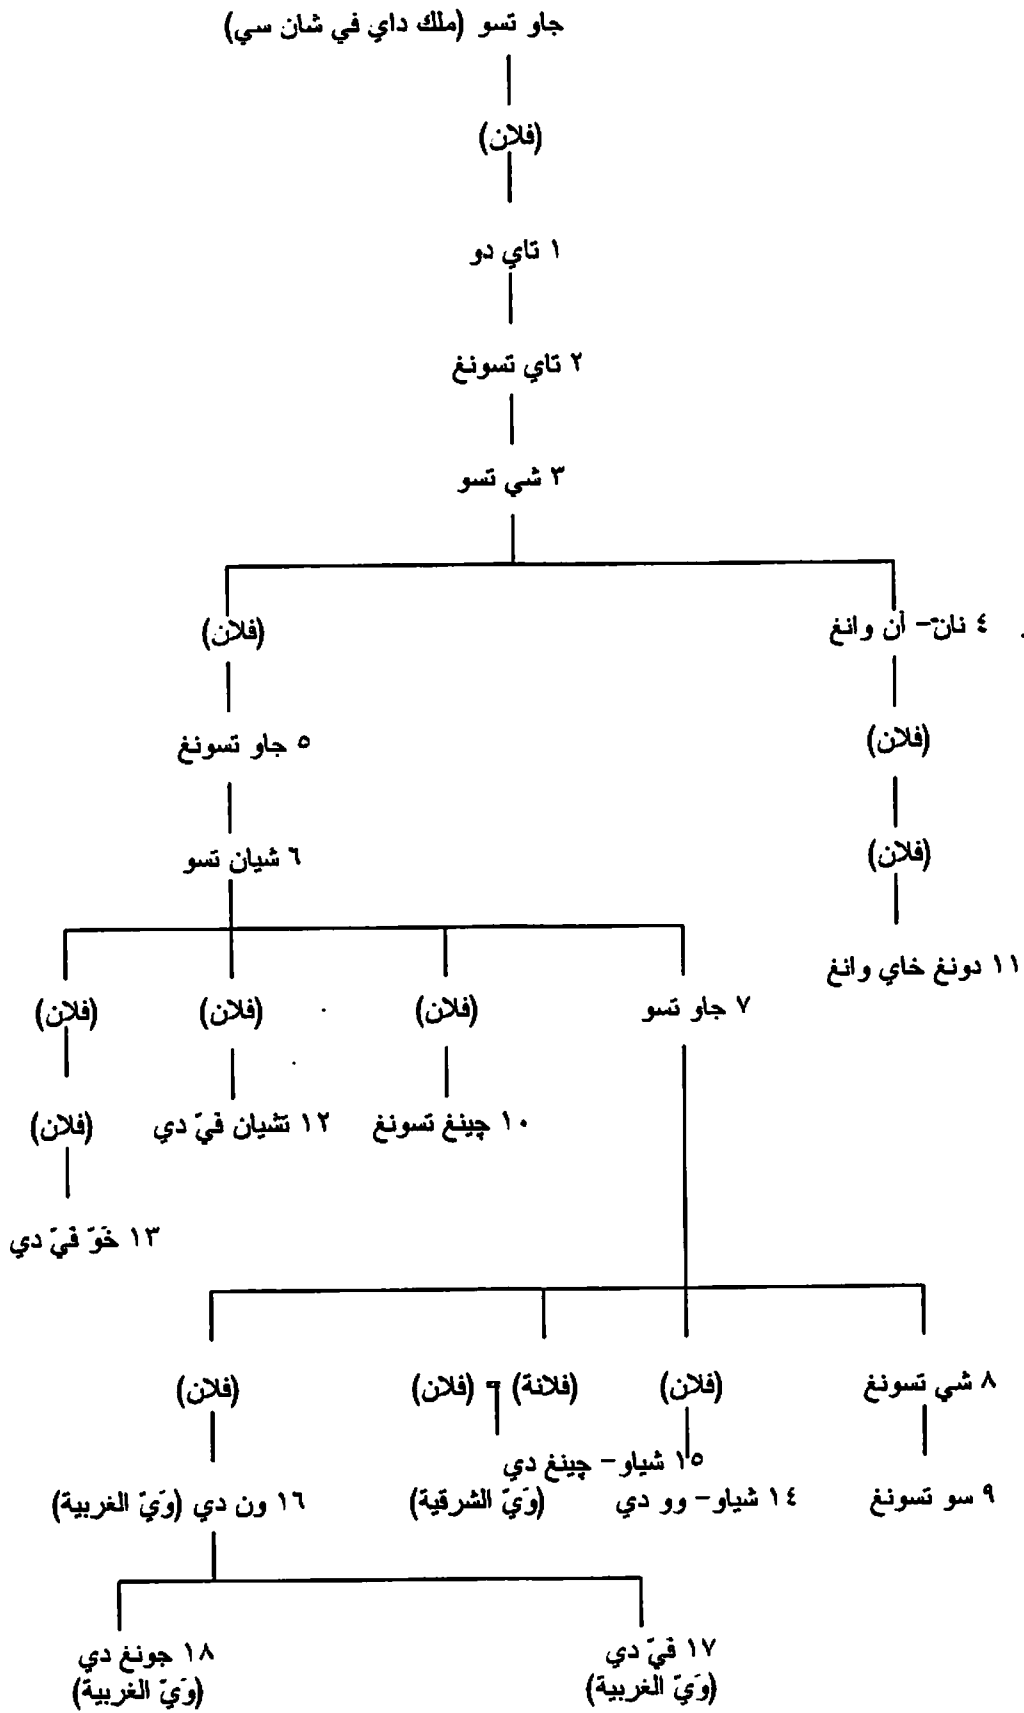 جاو تسو (ملك داي في شان سي)
(فلان)
١ تاي دو
٢ تاي تسونغ
٣ شي تسو
٤ نان- آن وانغ
(فلان)
(فلان)
٥ جاو تسونغ
(فلان)
٦ شيان تسو
(فلان)
١١ دونغ خاي وانغ
٧ جاو تسو
(فلان)
(فلان)
(فلان)
١٠ چينغ تسونغ
١٢ تشيان فيّ دي
(فلان)
١٣ خَوّ فيّ دي
٨ شي تسونغ
(فلان)
(فلانة) = (فلان)
(فلان)
٩ سو تسونغ
١٤ شياو- وو دي
١٥ شياو- چينغ دي
(وَيّ الشرقية)
١٦ ون دي (وَيّ الغربية)
١٧ فيّ دي
(وَيّ الغربية)
١٨ جونغ دي
(وَيّ الغربية)